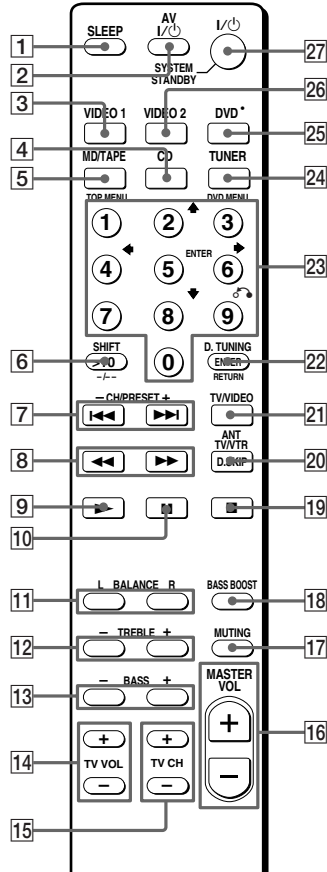 SLEEP AV I/⏻ I/⏻
1 27
2 SYSTEM STANDBY
26
3 VIDEO 1 VIDEO 2 DVD* 25
4
MD/TAPE CD TUNER 24
5
TOP MENU DVD MENU
1 2 3
4 5 ENTER 6 23
7 8 9
SHIFT 0 D. TUNING
6 >10 ENTER 22
-/-- RETURN
– CH/PRESET + TV/VIDEO
7 21
ANT TV/VTR
8 D.SKIP 20
9 19
10
11 L BALANCE R BASS BOOST 18
12 – TREBLE + MUTING 17
13 – BASS + MASTER VOL
+ + + 16
14 TV VOL TV CH
– – –
15